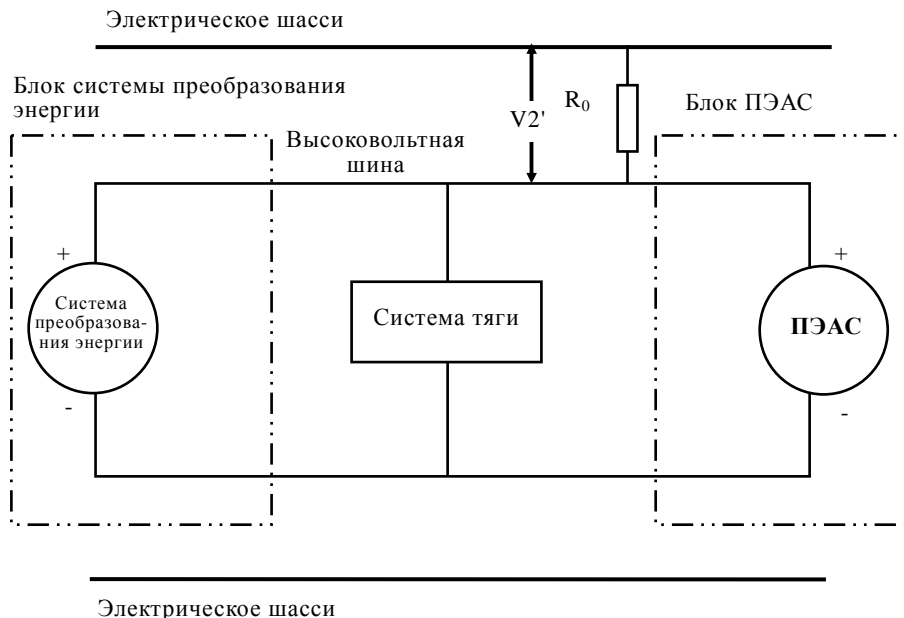 Электрическое шасси
Блок системы преобразования
энергии
V2'
R₀
Блок ПЭАС
Высоковольтная
шина
+
+
Система
преобразова-
ния энергии
Система тяги
ПЭАС
-
-
Электрическое шасси